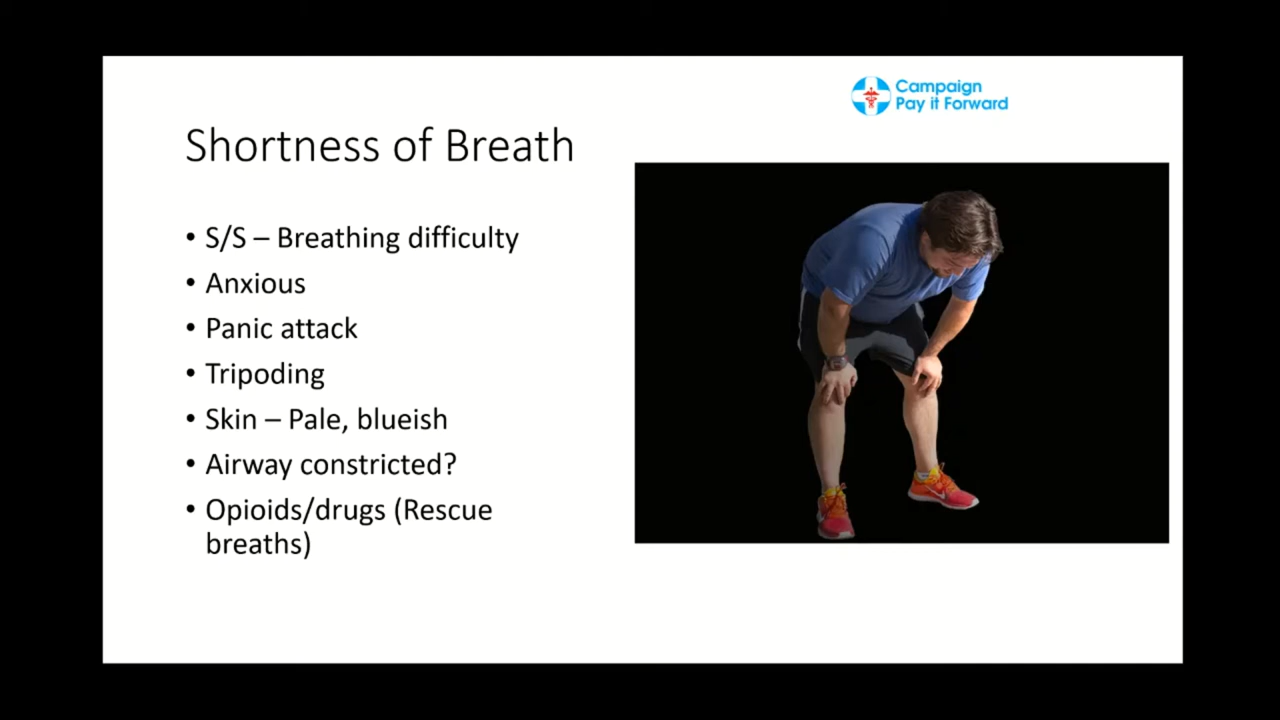 Campaign
Pay it Forward
Shortness of Breath
• S/S – Breathing difficulty
• Anxious
• Panic attack
• Tripoding
• Skin – Pale, blueish
• Airway constricted?
• Opioids/drugs (Rescue
breaths)